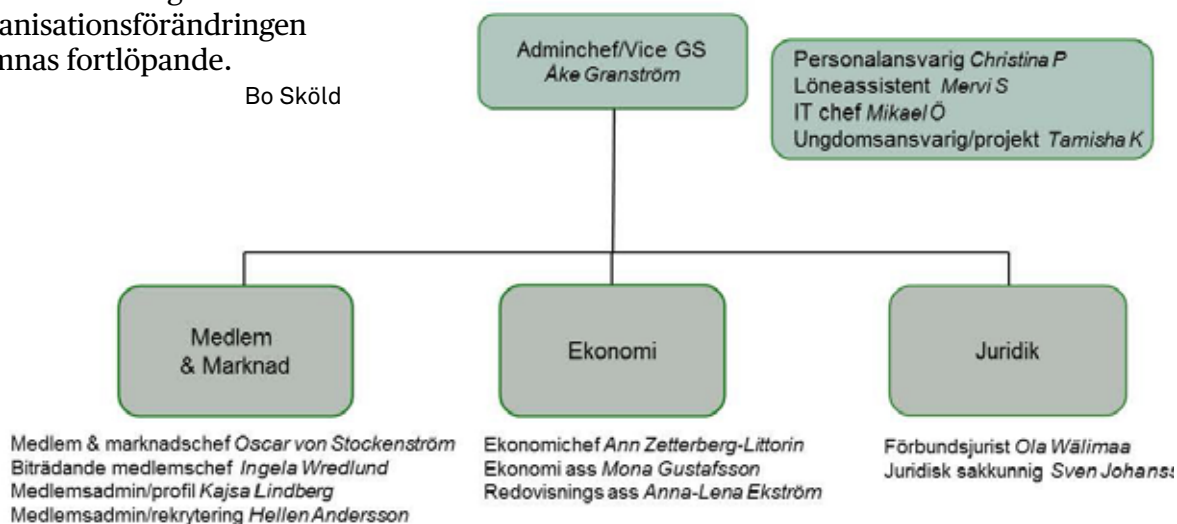 anisationsförändringen
nnas fortlöpande.
Bo Sköld
Adminchef/Vice GS
Åke Granström
Personalansvarig Christina P
Löneassistent Mervi S
IT chef Mikael Ö
Ungdomsansvarig/projekt Tamisha K
Medlem
& Marknad
Ekonomi
Juridik
Medlem & marknadschef Oscar von Stockenström
Biträdande medlemschef Ingela Wredlund
Medlemsadmin/profil Kajsa Lindberg
Medlemsadmin/rekrytering Hellen Andersson
Ekonomichef Ann Zetterberg-Littorin
Ekonomi ass Mona Gustafsson
Redovisnings ass Anna-Lena Ekström
Förbundsjurist Ola Wälimaa
Juridisk sakkunnig Sven Johanss